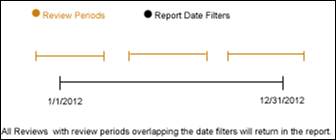 Review Periods
Report Date Filters
1/1/2012
12/31/2012
All Reviews with review periods overlapping the date filters will return in the report.